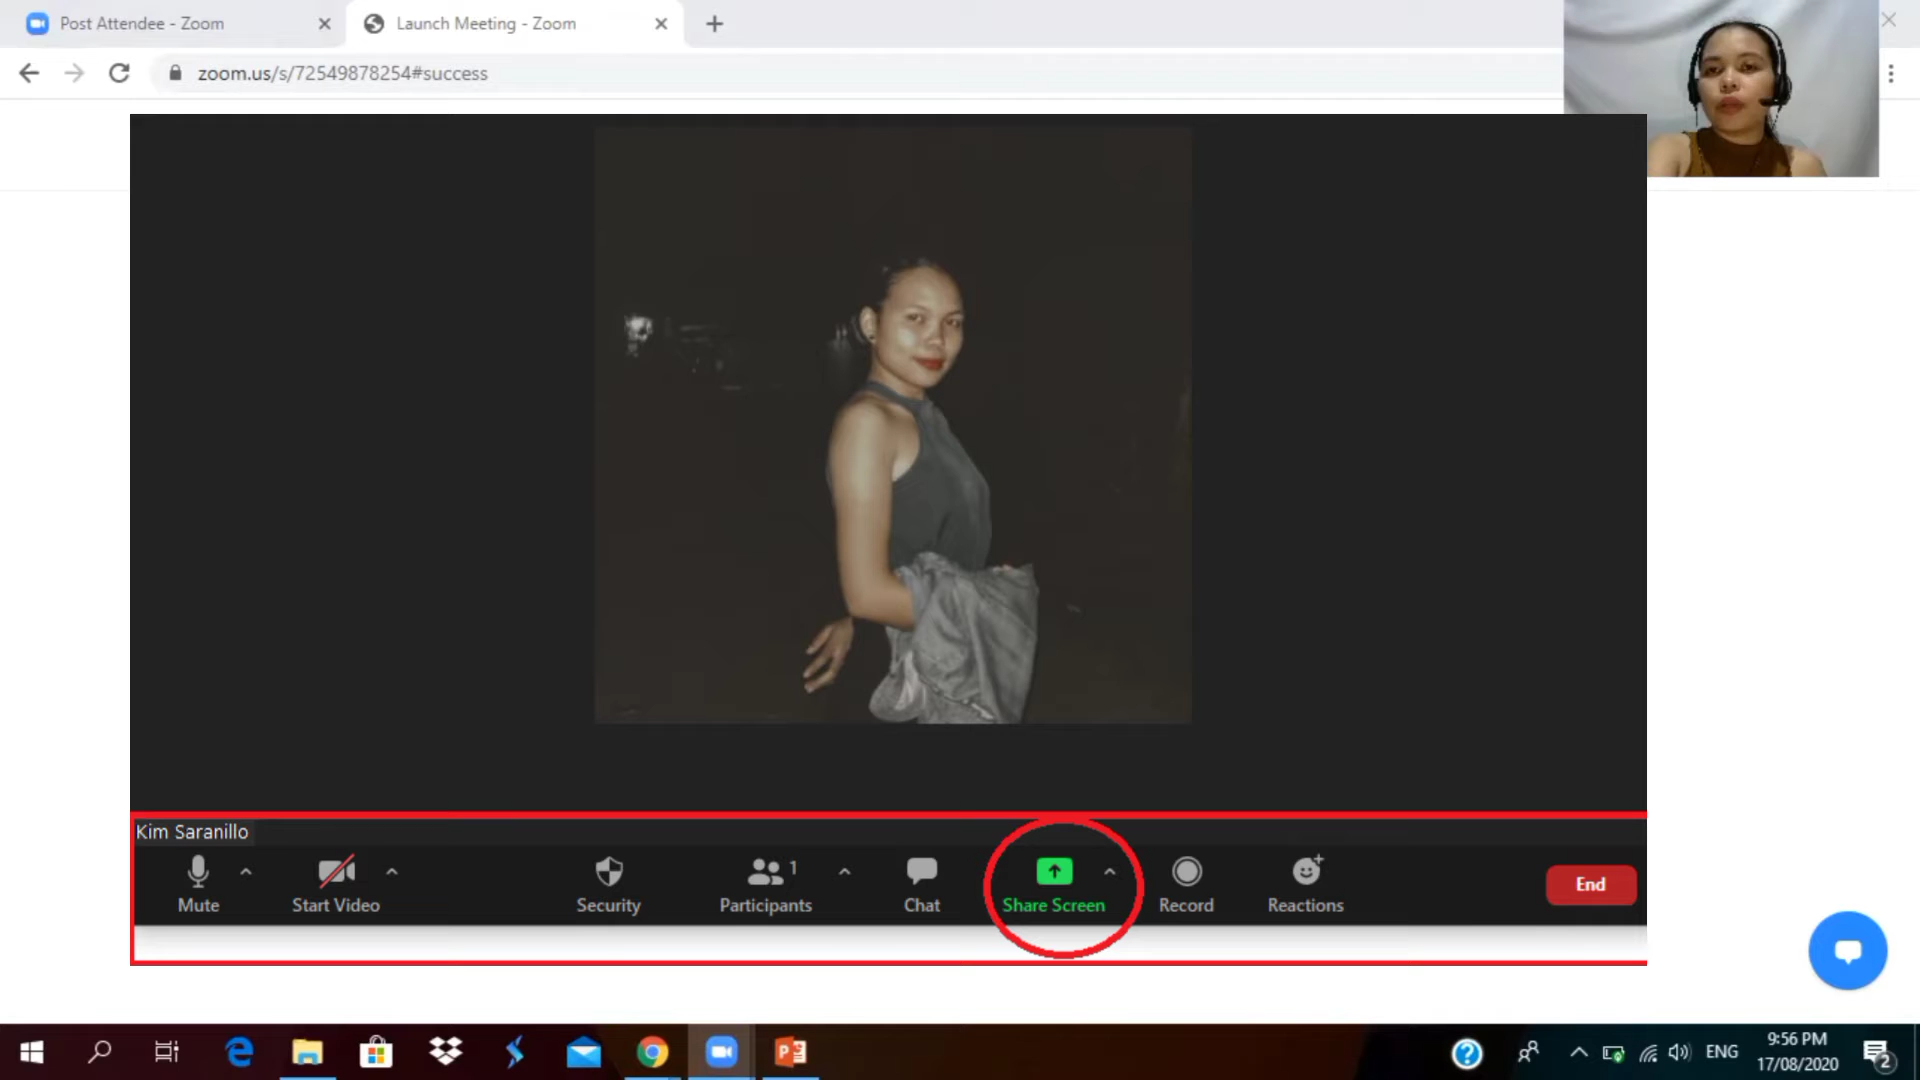 Post Attendee - Zoom
Launch Meeting - Zoom
zoom.us/s/72549878254#success
Kim Saranillo
Mute
Start Video
Security
1
Participants
Chat
Share Screen
Record
Reactions
End
ENG
9:56 PM
17/08/2020
2